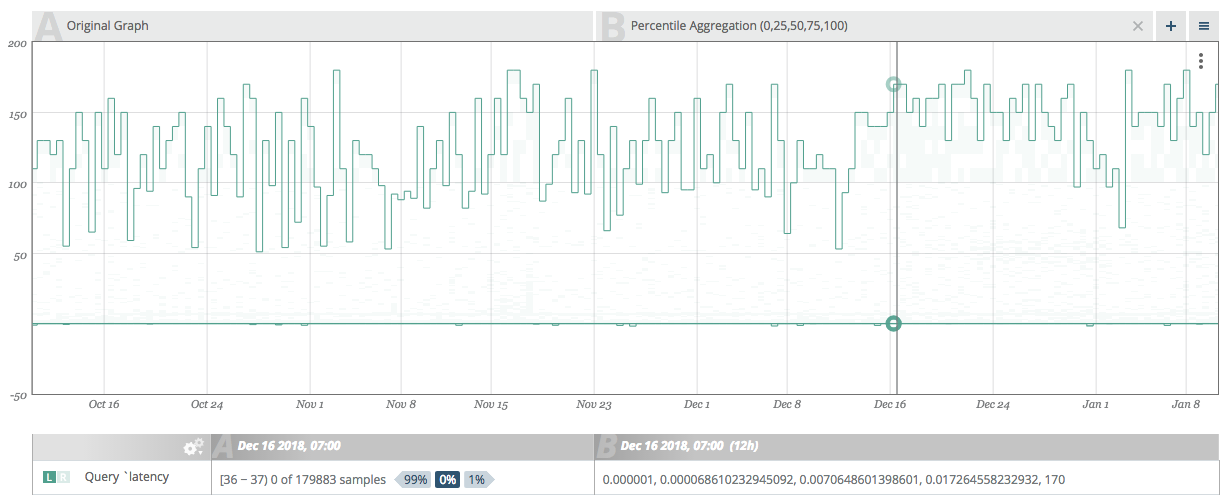 A Original Graph
B Percentile Aggregation (0,25,50,75,100)
200
150
100
50
0
-50
Oct 16 Oct 24 Nov 1 Nov 8 Nov 15 Nov 23 Dec 1 Dec 8 Dec 16 Dec 24 Jan 1 Jan 8
A Dec 16 2018, 07:00
B Dec 16 2018, 07:00 (12h)
L R Query `latency
[36 – 37) 0 of 179883 samples 99% 0% 1%
0.000001, 0.000068610232945092, 0.0070648601398601, 0.017264558232932, 170